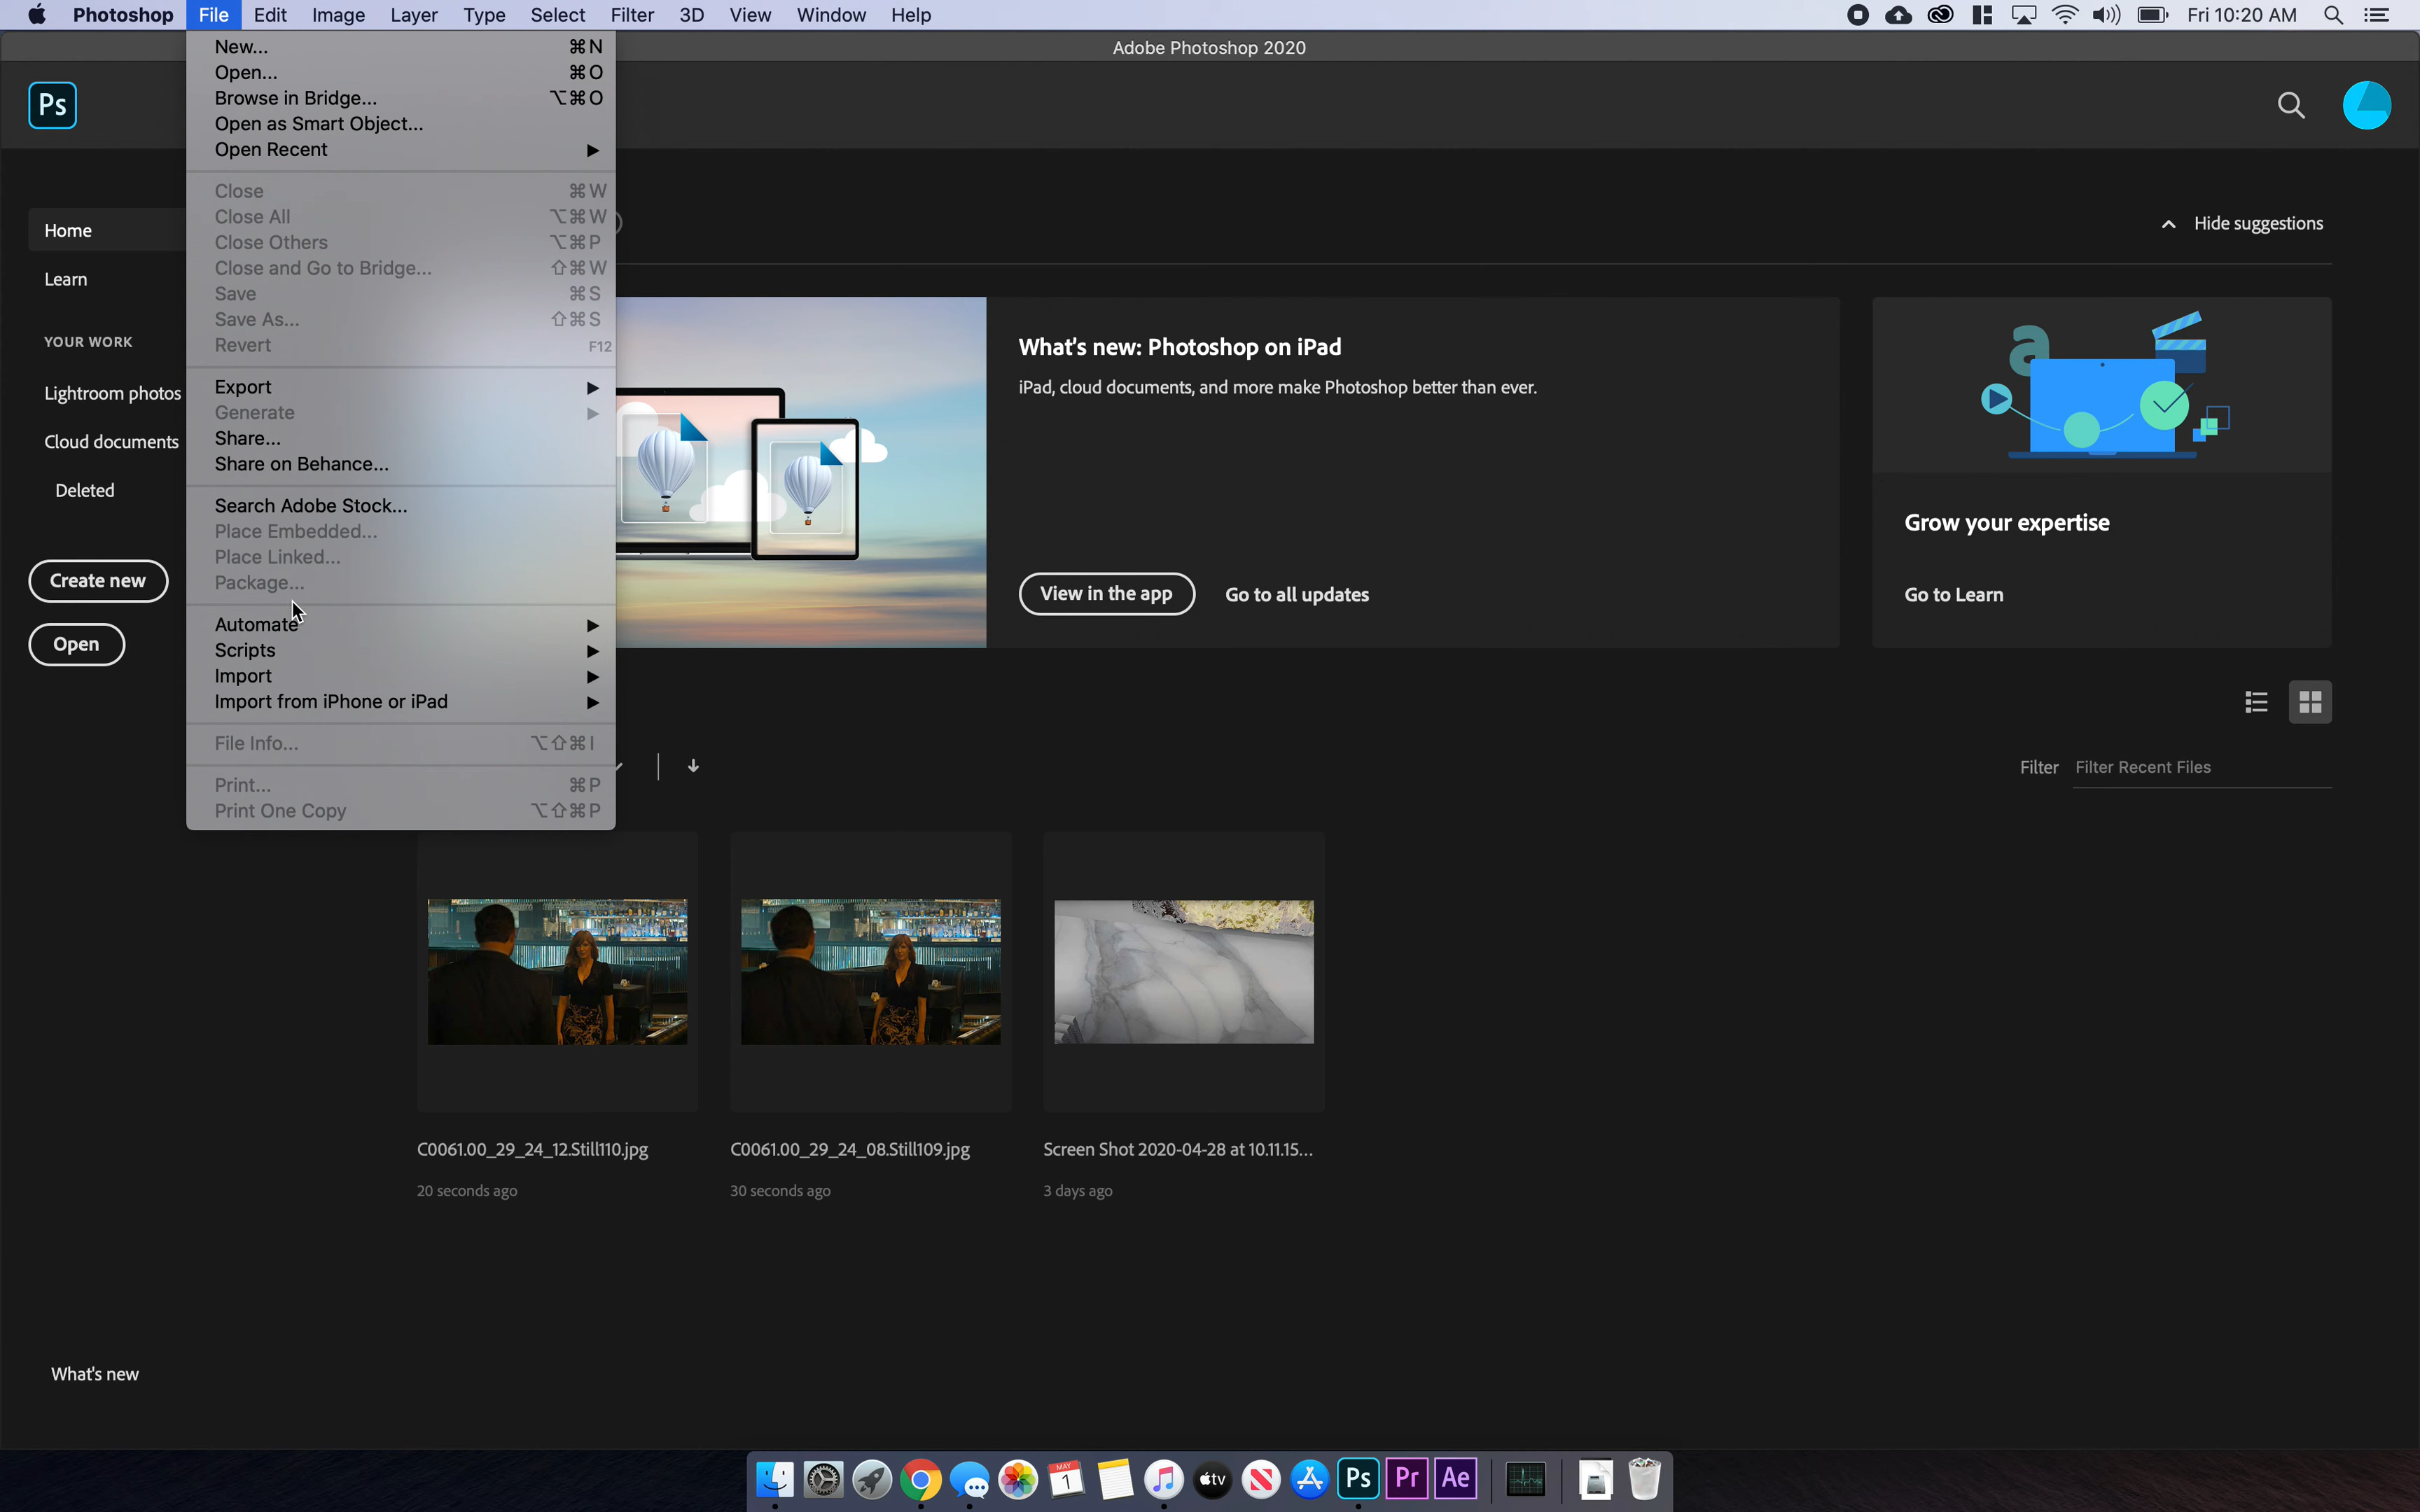 Photoshop File Edit Image Layer Type Select Filter 3D View Window Help Fri 10:20 AM
Adobe Photoshop 2020
Ps
New... ⌘N
Open... ⌘O
Browse in Bridge... ⌥⌘O
Open as Smart Object...
Open Recent ▶
Close ⌘W
Close All ⌥⌘W
Close Others ⌥⌘P
Close and Go to Bridge... ⇧⌘W
Save ⌘S
Save As... ⇧⌘S
Revert F12
Export ▶
Generate ▶
Share...
Share on Behance...
Search Adobe Stock...
Place Embedded...
Place Linked...
Package...
Automate ▶
Scripts ▶
Import ▶
Import from iPhone or iPad ▶
File Info... ⌥⇧⌘I
Print... ⌘P
Print One Copy ⌥⇧⌘P
Home
Learn
YOUR WORK
Lightroom photos
Cloud documents
Deleted
Create new
Open
What's new
Hide suggestions
What's new: Photoshop on iPad
iPad, cloud documents, and more make Photoshop better than ever.
View in the app Go to all updates
a
Grow your expertise
Go to Learn
Filter Filter Recent Files
C0061.00_29_24_12.Still110.jpg
20 seconds ago
C0061.00_29_24_08.Still109.jpg
30 seconds ago
Screen Shot 2020-04-28 at 10.11.15...
3 days ago
MAY
1
tv
Ps Pr Ae